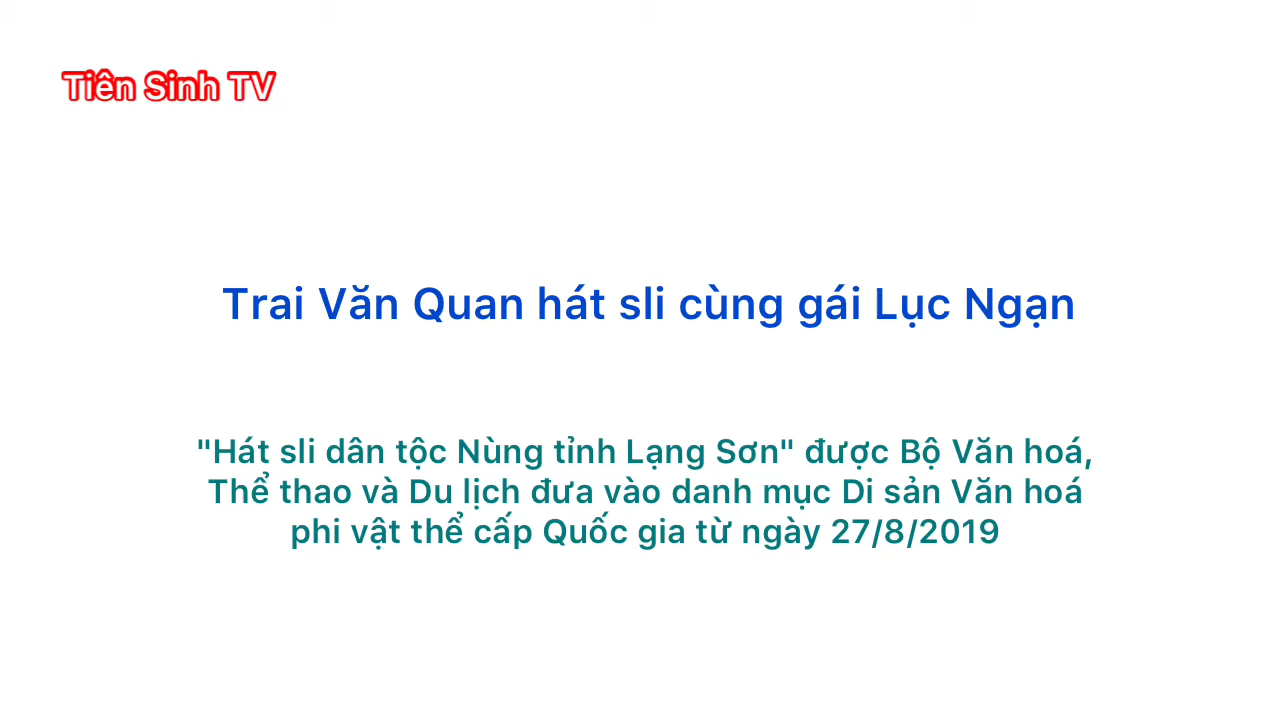 Tiên Sinh TV
Trai Văn Quan hát sli cùng gái Lục Ngạn
"Hát sli dân tộc Nùng tỉnh Lạng Sơn" được Bộ Văn hoá,
Thể thao và Du lịch đưa vào danh mục Di sản Văn hoá
phi vật thể cấp Quốc gia từ ngày 27/8/2019